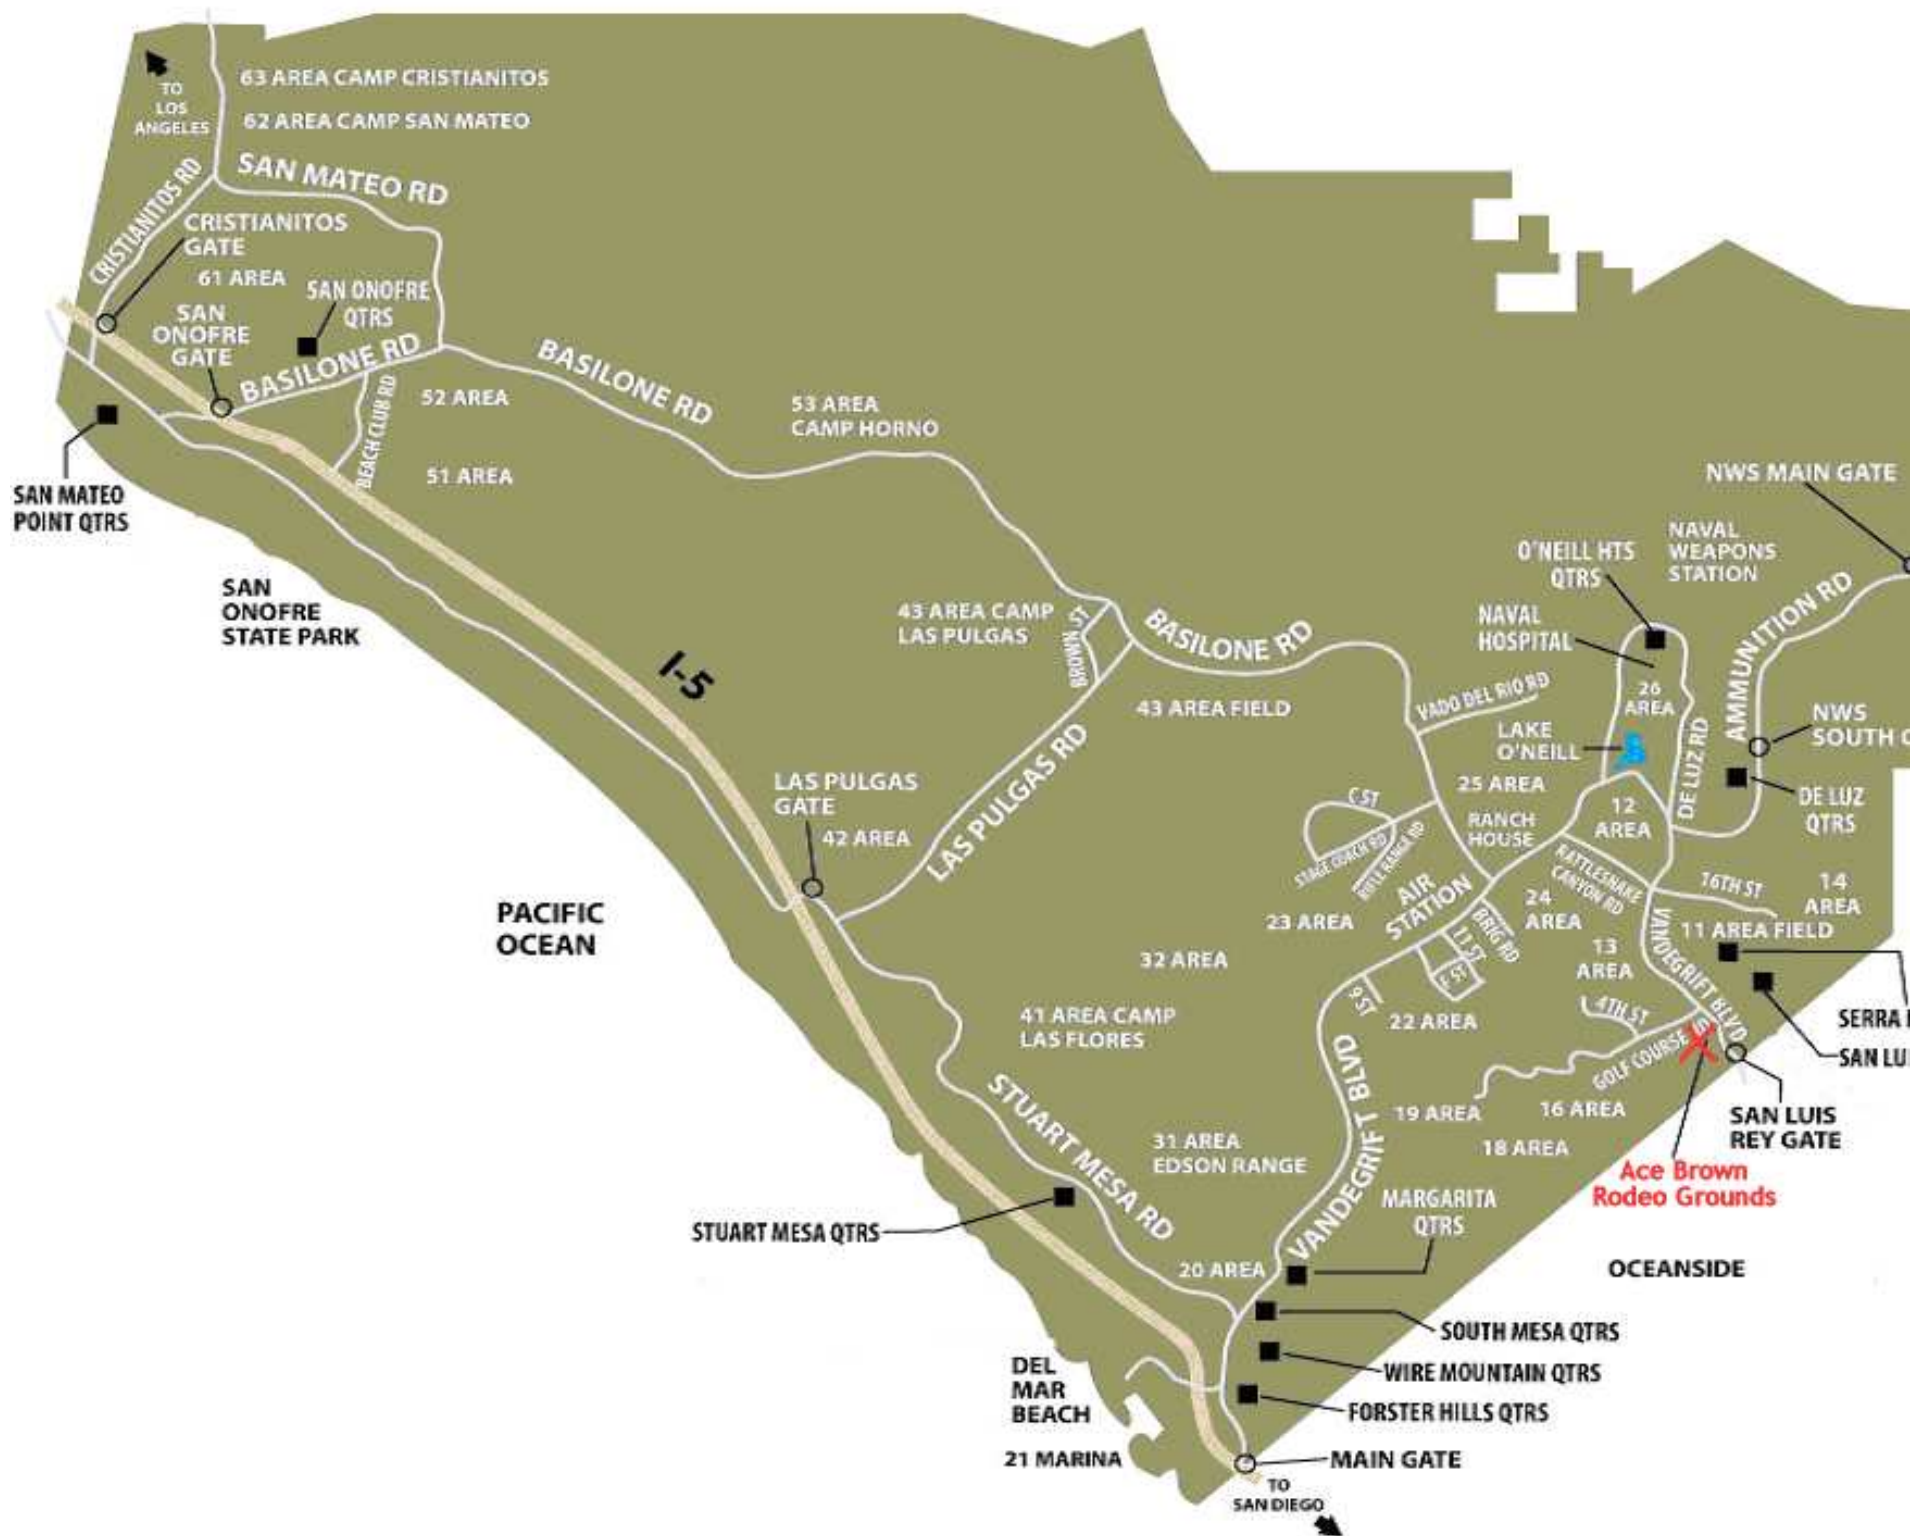 TO
LOS
ANGELES
63 AREA CAMP CRISTIANITOS
62 AREA CAMP SAN MATEO
SAN MATEO RD
CRISTIANITOS RD
CRISTIANITOS
GATE
61 AREA
SAN ONOFRE
QTRS
SAN
ONOFRE
GATE
BASILONE RD
BEACH CLUB RD
52 AREA
51 AREA
BASILONE RD
53 AREA
CAMP HORNO
SAN MATEO
POINT QTRS
SAN
ONOFRE
STATE PARK
I-5
43 AREA CAMP
LAS PULGAS
BROWN ST
BASILONE RD
43 AREA FIELD
LAS PULGAS RD
LAS PULGAS
GATE
42 AREA
PACIFIC
OCEAN
NWS MAIN GATE
NAVAL
WEAPONS
STATION
O'NEILL HTS
QTRS
NAVAL
HOSPITAL
AMMUNITION RD
26
AREA
VADO DEL RIO RD
LAKE
O'NEILL
DE LUZ RD
NWS
SOUTH
DE LUZ
QTRS
25 AREA
RANCH
HOUSE
12
AREA
C ST
STAGE COACH RD
RIFLE RANGE RD
AIR
STATION
RATTLESNAKE
CANYON RD
16TH ST
14
AREA
24
AREA
BRIG RD
11 ST
F ST
9 ST
23 AREA
32 AREA
22 AREA
11 AREA FIELD
13
AREA
VANDEGRIFT BLVD
4TH ST
GOLF COURSE
SERRA
SAN
41 AREA CAMP
LAS FLORES
STUART MESA RD
VANDEGRIFT BLVD
19 AREA
16 AREA
18 AREA
SAN LUIS
REY GATE
Ace Brown
Rodeo Grounds
31 AREA
EDSON RANGE
STUART MESA QTRS
MARGARITA
QTRS
20 AREA
OCEANSIDE
SOUTH MESA QTRS
WIRE MOUNTAIN QTRS
FORSTER HILLS QTRS
DEL
MAR
BEACH
21 MARINA
MAIN GATE
TO
SAN DIEGO